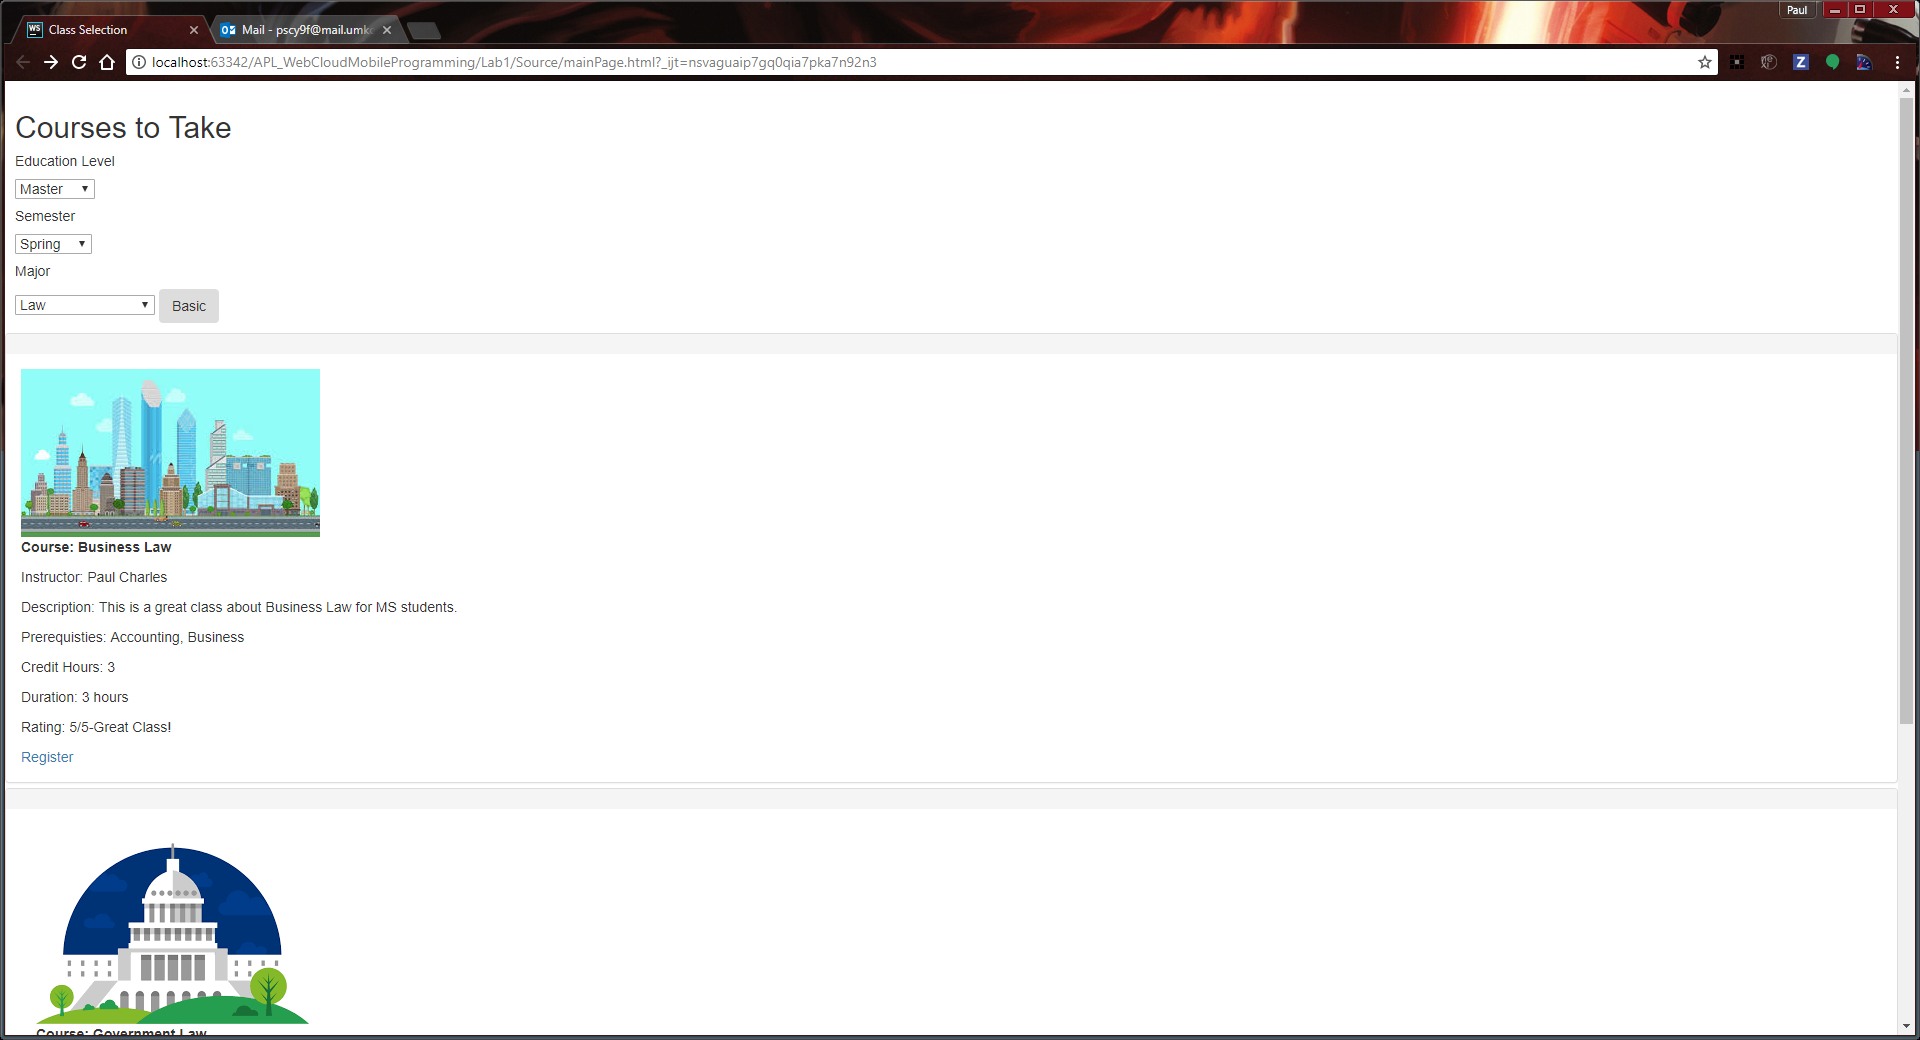 Paul
WS Class Selection
Mail - pscy9f@mail.umkc
localhost:63342/APL_WebCloudMobileProgramming/Lab1/Source/mainPage.html?_ijt=nsvaguaip7gq0qia7pka7n92n3
Courses to Take
Education Level
Master
Semester
Spring
Major
Law
Basic
Course: Business Law
Instructor: Paul Charles
Description: This is a great class about Business Law for MS students.
Prerequisties: Accounting, Business
Credit Hours: 3
Duration: 3 hours
Rating: 5/5-Great Class!
Register
Course: Government Law